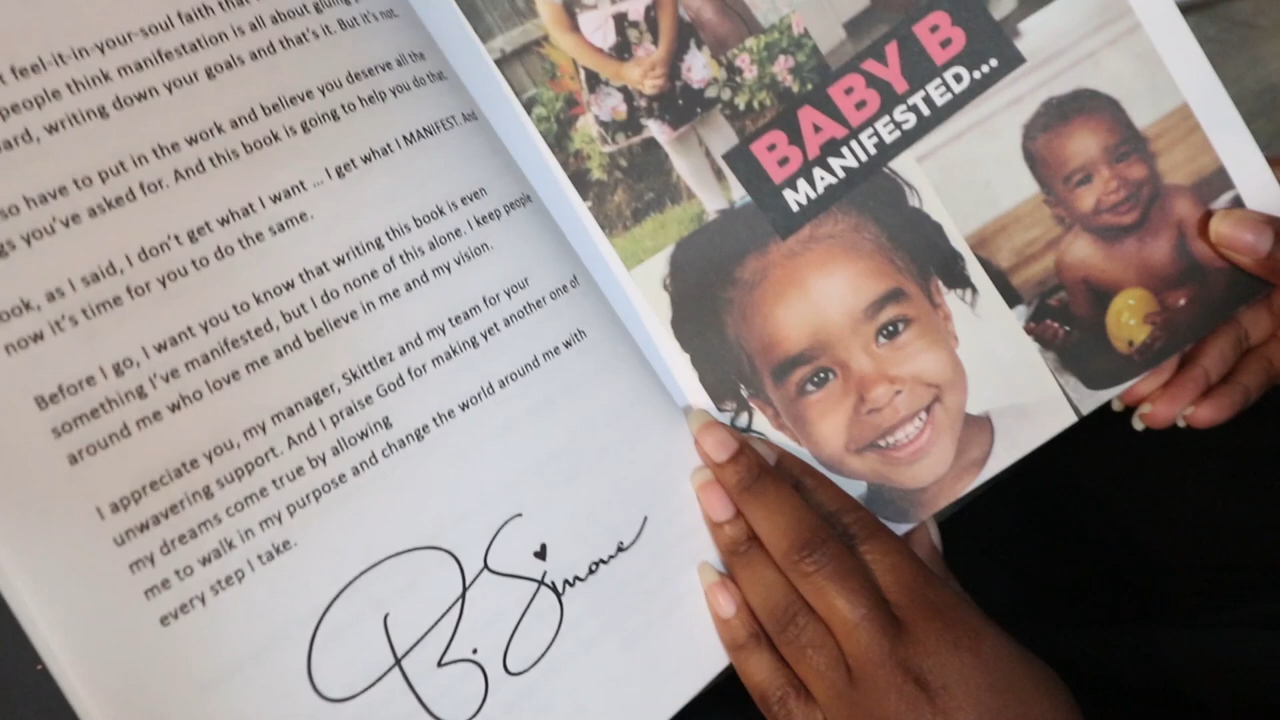 feel-it-in-your-soul faith that
people think manifestation is all about gluing
writing down your goals and that's it. But it's not.
so have to put in the work and believe you deserve all the
you've asked for. And this book is going to help you do that.
as I said, I don't get what I want ... I get what I MANIFEST. And
now it's time for you to do the same.
Before I go, I want you to know that writing this book is even
something I've manifested, but I do none of this alone. I keep people
around me who love me and believe in me and my vision.
I appreciate you, my manager, Skittlez and my team for your
unwavering support. And I praise God for making yet another one of
my dreams come true by allowing
me to walk in my purpose and change the world around me with
every step I take.
B. Simone
BABY B
MANIFESTED...